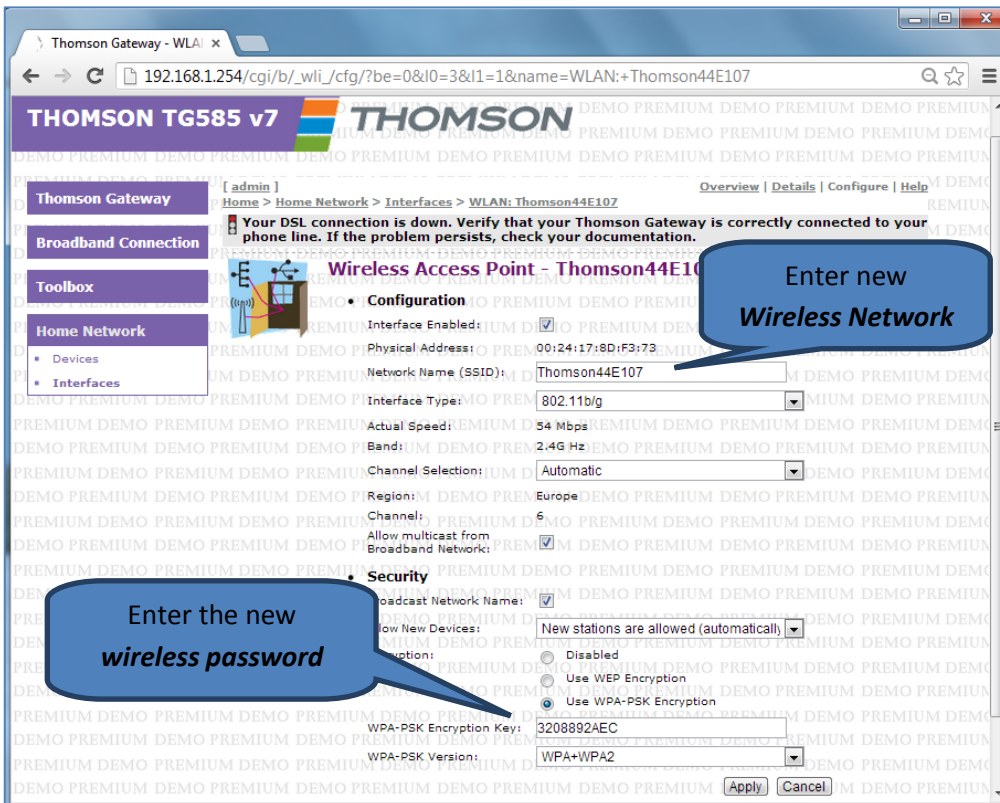 Thomson Gateway - WLA
192.168.1.254/cgi/b/_wli_/cfg/?be=0&l0=3&l1=1&name=WLAN:+Thomson44E107
THOMSON TG585 v7
THOMSON
[ admin ]
Overview | Details | Configure | Help
Home > Home Network > Interfaces > WLAN: Thomson44E107
Your DSL connection is down. Verify that your Thomson Gateway is correctly connected to your
phone line. If the problem persists, check your documentation.
Thomson Gateway
Broadband Connection
Toolbox
Home Network
Devices
Interfaces
Wireless Access Point - Thomson44E10
Enter new
Wireless Network
• Configuration
Interface Enabled:
Physical Address: 00:24:17:8D:F3:73
Network Name (SSID): Thomson44E107
Interface Type: 802.11b/g
Actual Speed: 54 Mbps
Band: 2.4G Hz
Channel Selection: Automatic
Region: Europe
Channel: 6
Allow multicast from
Broadband Network:
• Security
Broadcast Network Name:
Enter the new
wireless password
New Devices: New stations are allowed (automatically)
Disabled
Use WEP Encryption
Use WPA-PSK Encryption
WPA-PSK Encryption Key: 3208892AEC
WPA-PSK Version: WPA+WPA2
Apply Cancel